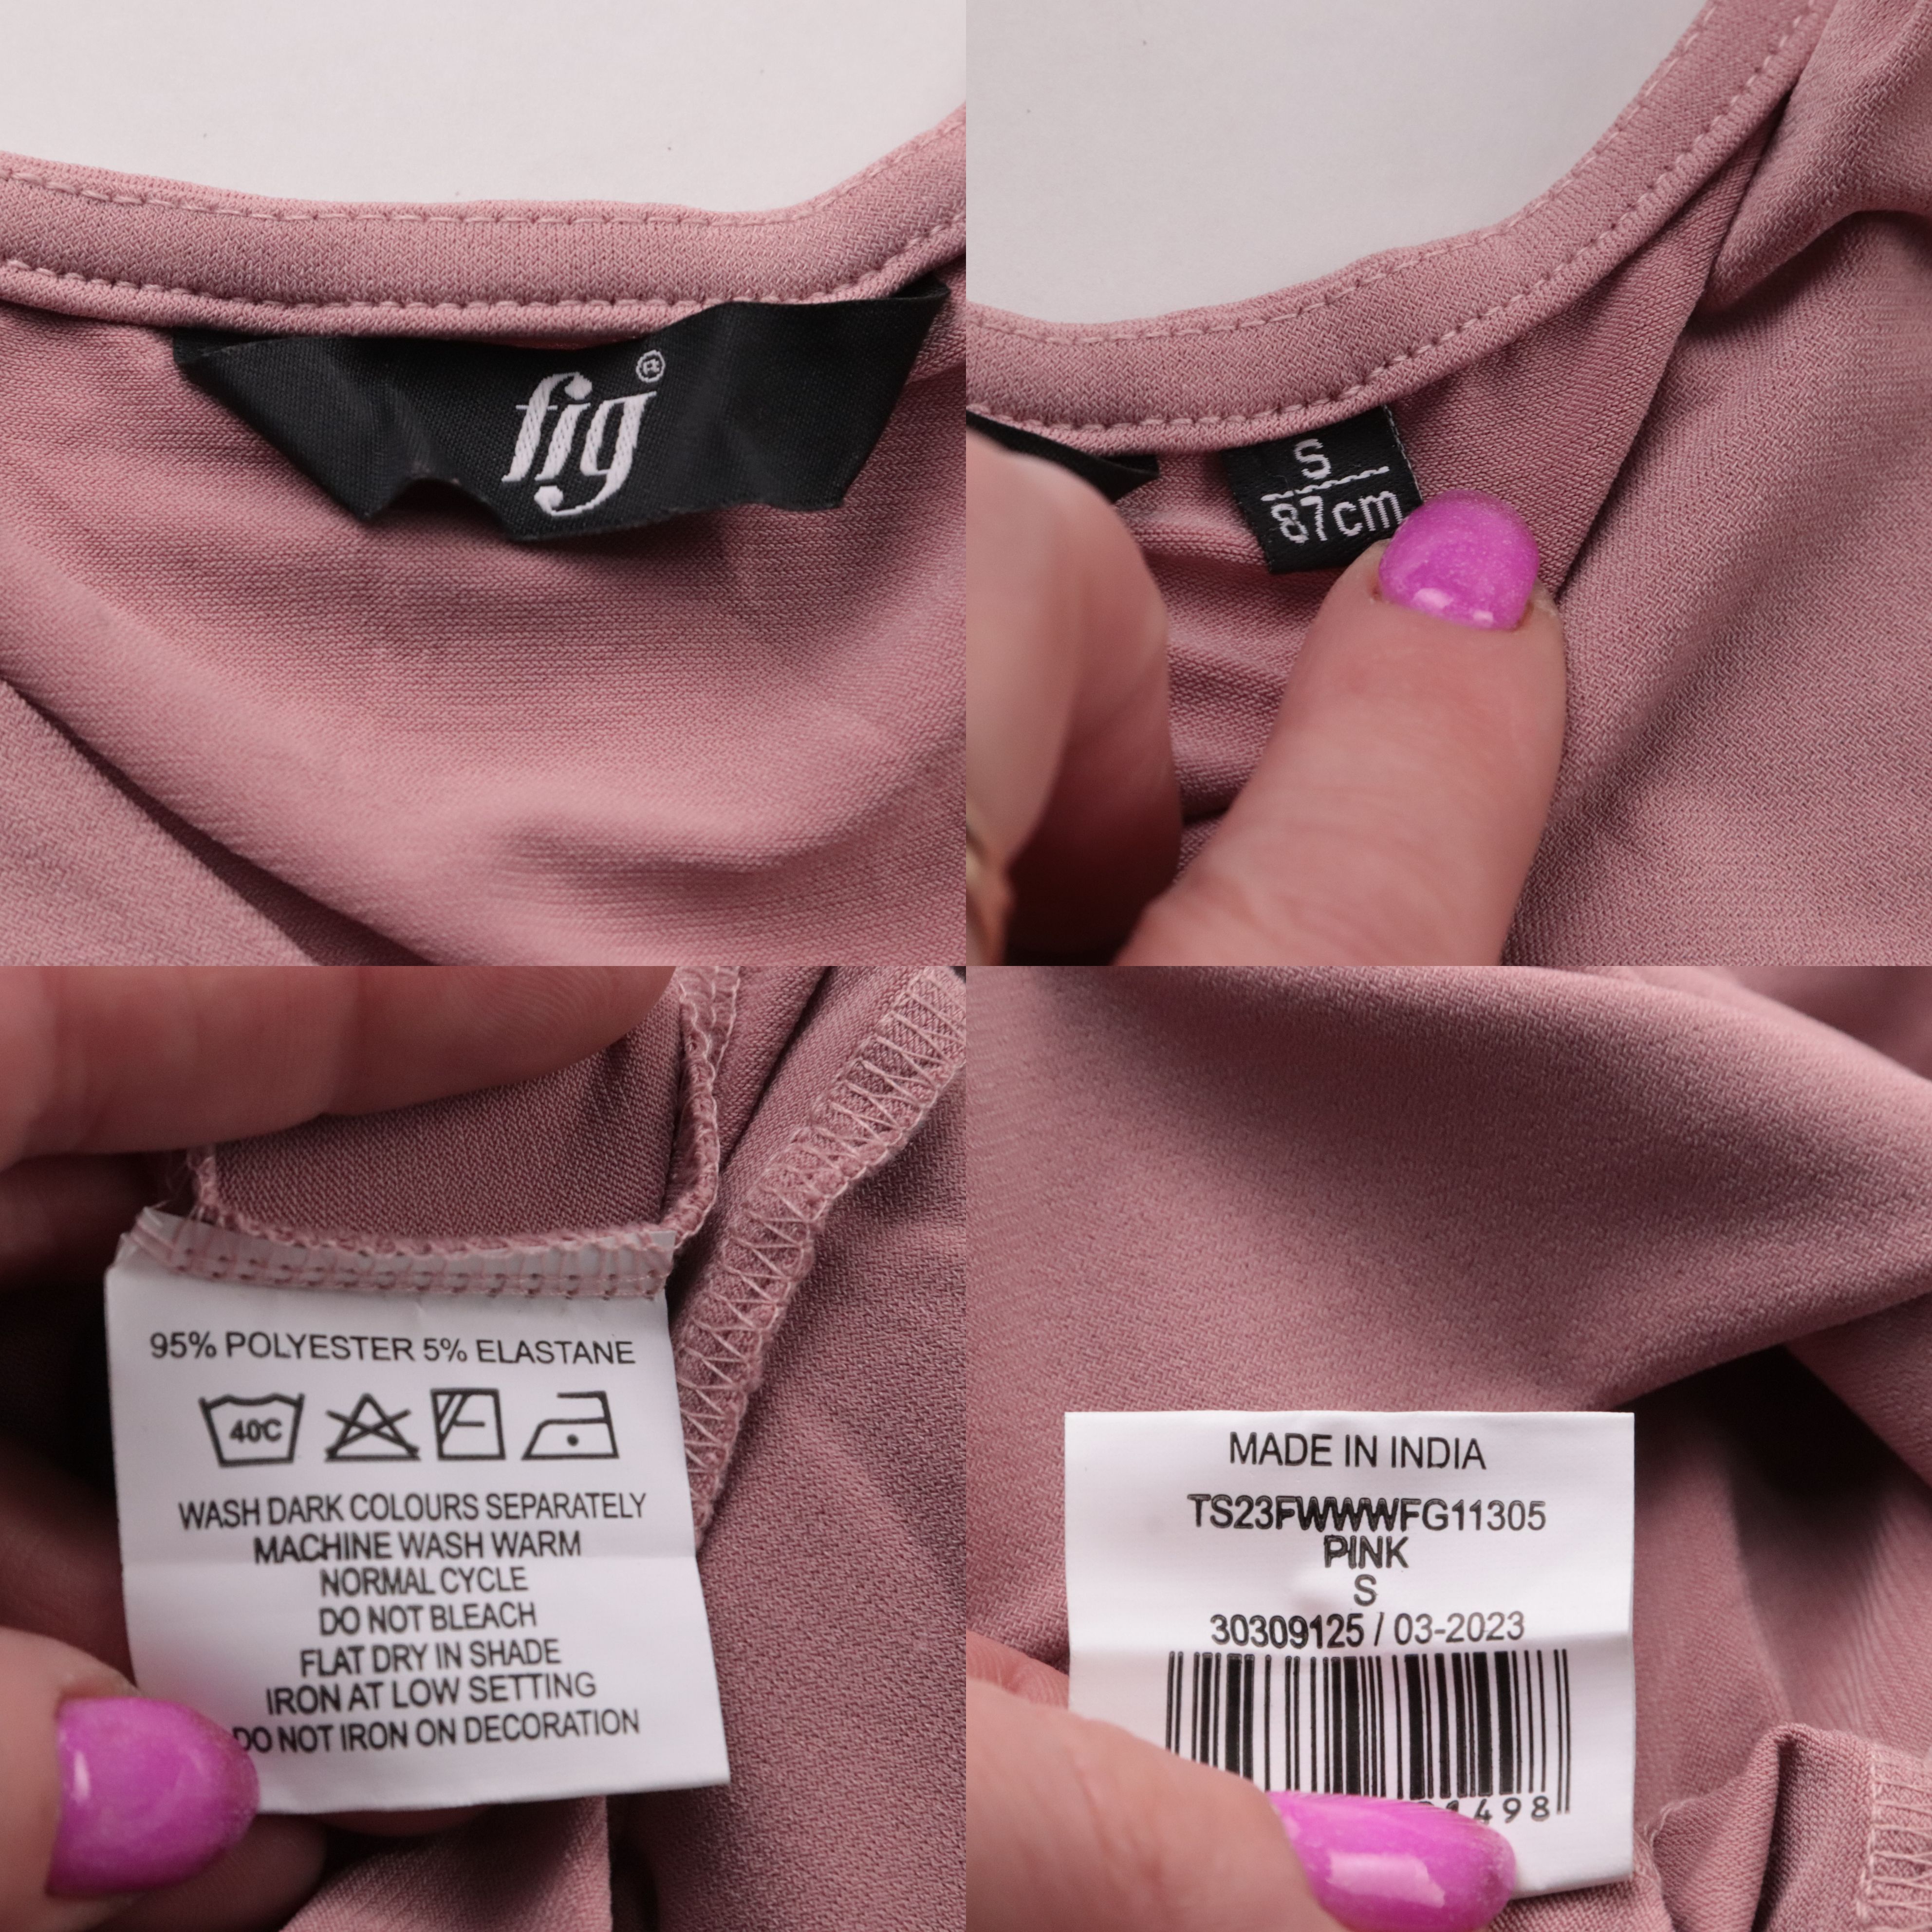 fig®
S
87cm
95% POLYESTER 5% ELASTANE
40C
WASH DARK COLOURS SEPARATELY
MACHINE WASH WARM
NORMAL CYCLE
DO NOT BLEACH
FLAT DRY IN SHADE
IRON AT LOW SETTING
DO NOT IRON ON DECORATION
MADE IN INDIA
TS23FWWWFG11305
PINK
S
30309125 / 03-2023
1498